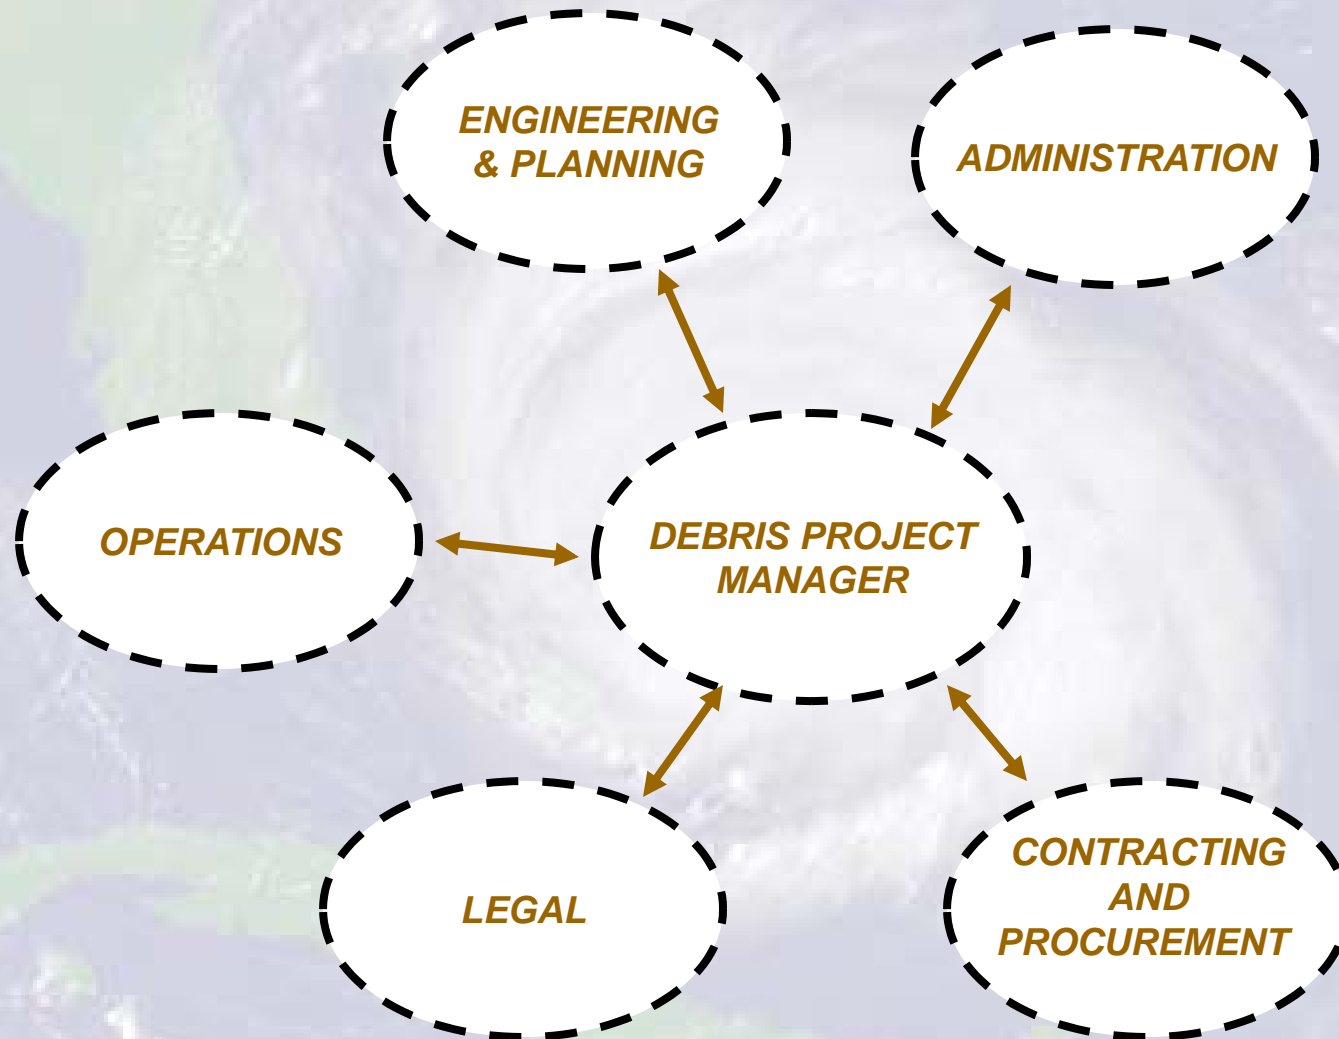 ENGINEERING
& PLANNING
ADMINISTRATION
OPERATIONS
DEBRIS PROJECT
MANAGER
LEGAL
CONTRACTING
AND
PROCUREMENT